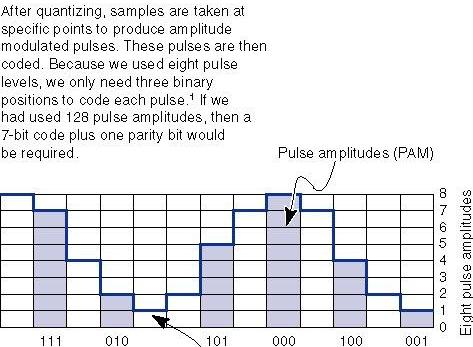 After quantizing, samples are taken at
specific points to produce amplitude
modulated pulses. These pulses are then
coded. Because we used eight pulse
levels, we only need three binary
positions to code each pulse.1 If we
had used 128 pulse amplitudes, then a
7-bit code plus one parity bit would
be required.
Pulse amplitudes (PAM)
8
7
6
5
4
3
2
1
0
Eight pulse amplitudes
111 010 101 000 100 001